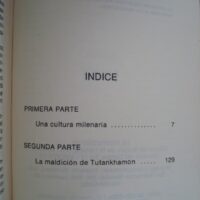 INDICE
PRIMERA PARTE
Una cultura milenaria ............. 7
SEGUNDA PARTE
La maldición de Tutankhamon ..... 129